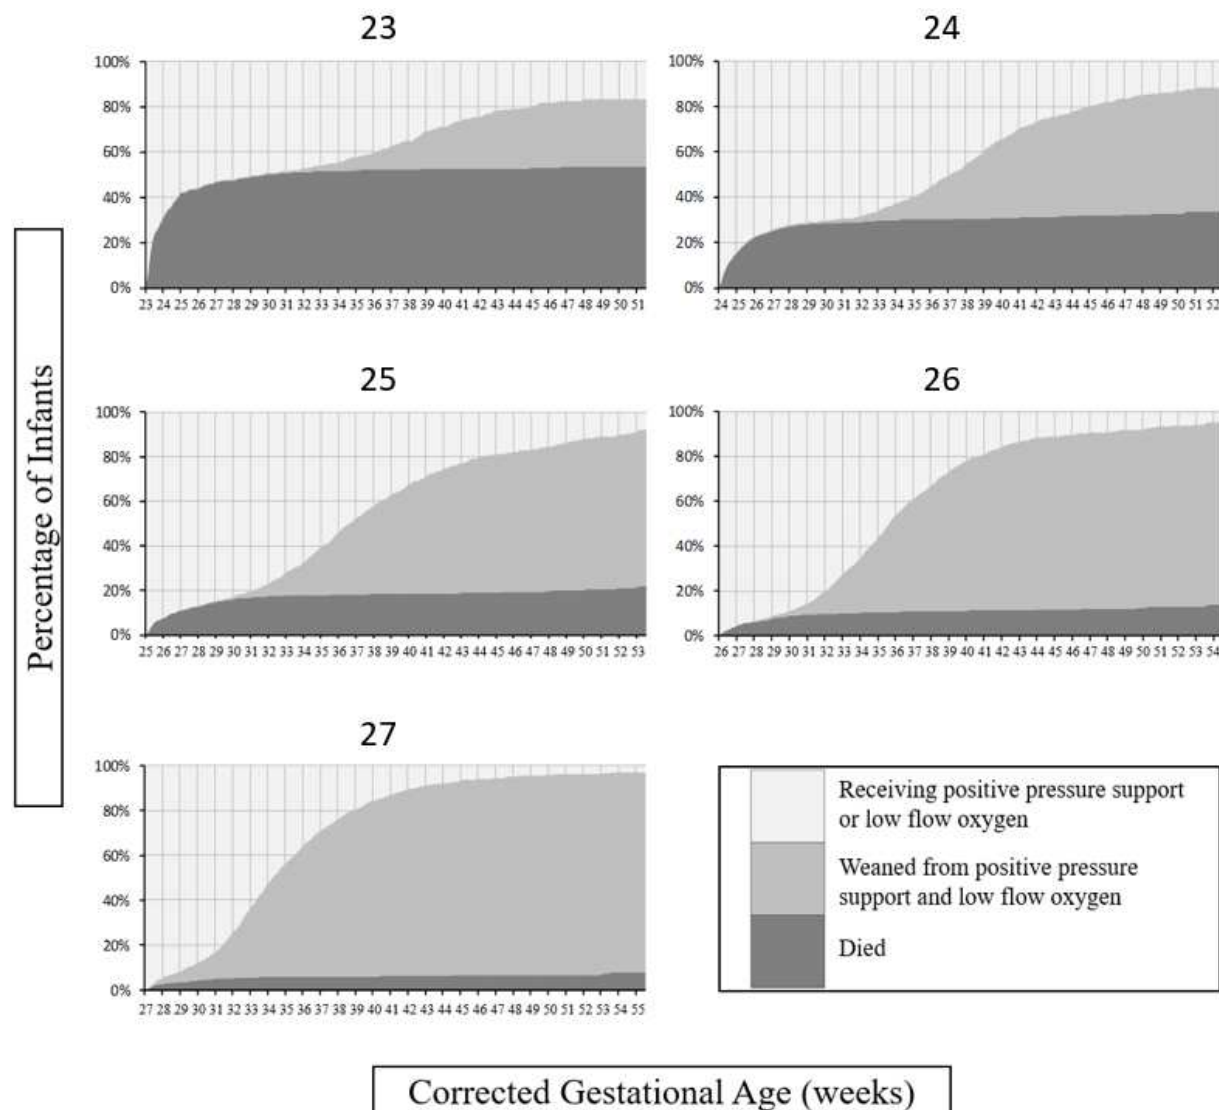 23
100%
80%
60%
40%
20%
0%
23 24 25 26 27 28 29 30 31 33 34 35 36 37 38 39 40 41 42 43 44 45 46 47 48 49 50 51
24
100%
80%
60%
40%
20%
0%
24 25 26 27 28 29 30 31 32 33 34 35 36 37 38 39 40 41 42 43 44 45 46 47 48 49 50 51 52
25
100%
80%
60%
40%
20%
0%
25 26 27 28 29 30 31 32 33 34 35 36 37 38 39 40 41 42 43 44 45 46 47 48 49 50 51 52 53
26
100%
80%
60%
40%
20%
0%
26 27 28 29 30 31 32 33 34 35 36 37 38 39 40 41 42 43 44 45 46 47 48 49 50 51 52 53 54
27
100%
80%
60%
40%
20%
0%
27 28 29 30 31 32 33 34 35 36 37 38 39 40 41 42 43 44 45 46 47 48 49 50 51 52 53 54 55
Percentage of Infants
Receiving positive pressure support
or low flow oxygen
Weaned from positive pressure
support and low flow oxygen
Died
Corrected Gestational Age (weeks)